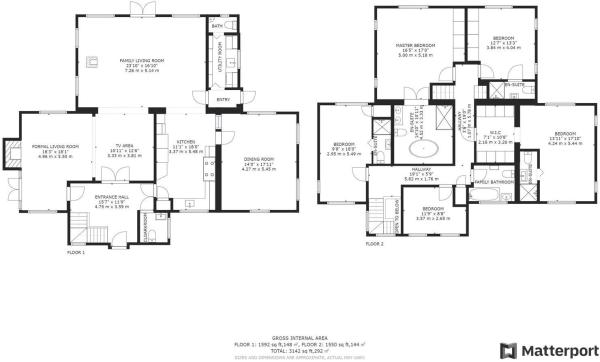 FAMILY LIVING ROOM
23'10" x 16'10"
7.26 m x 5.14 m
BATH
UTILITY ROOM
ENTRY
FORMAL LIVING ROOM
16'3" x 18'1"
4.96 m x 5.50 m
TV AREA
10'11" x 12'6"
3.33 m x 3.81 m
KITCHEN
11'1" x 18'0"
3.37 m x 5.48 m
DINING ROOM
14'0" x 17'11"
4.27 m x 5.45 m
ENTRANCE HALL
15'7" x 11'9"
4.75 m x 3.59 m
CLOAKROOM
FLOOR 1
MASTER BEDROOM
16'5" x 17'0"
5.00 m x 5.18 m
BEDROOM
12'7" x 13'3"
3.84 m x 4.04 m
EN-SUITE
EN-SUITE
HALLWAY
W.I.C
7'1" x 10'8"
2.16 m x 3.26 m
BEDROOM
13'11" x 17'10"
4.24 m x 5.44 m
BEDROOM
9'8" x 18'0"
2.95 m x 5.49 m
HALLWAY
19'1" x 5'9"
5.82 m x 1.76 m
FAMILY BATHROOM
BEDROOM
11'0" x 8'8"
3.37 m x 2.65 m
OPEN TO BELOW
FLOOR 2
GROSS INTERNAL AREA
FLOOR 1: 1592 sq ft,148 m², FLOOR 2: 1550 sq ft,144 m²
TOTAL: 3142 sq ft,292 m²
SIZES AND DIMENSIONS ARE APPROXIMATE, ACTUAL MAY VARY.
Matterport